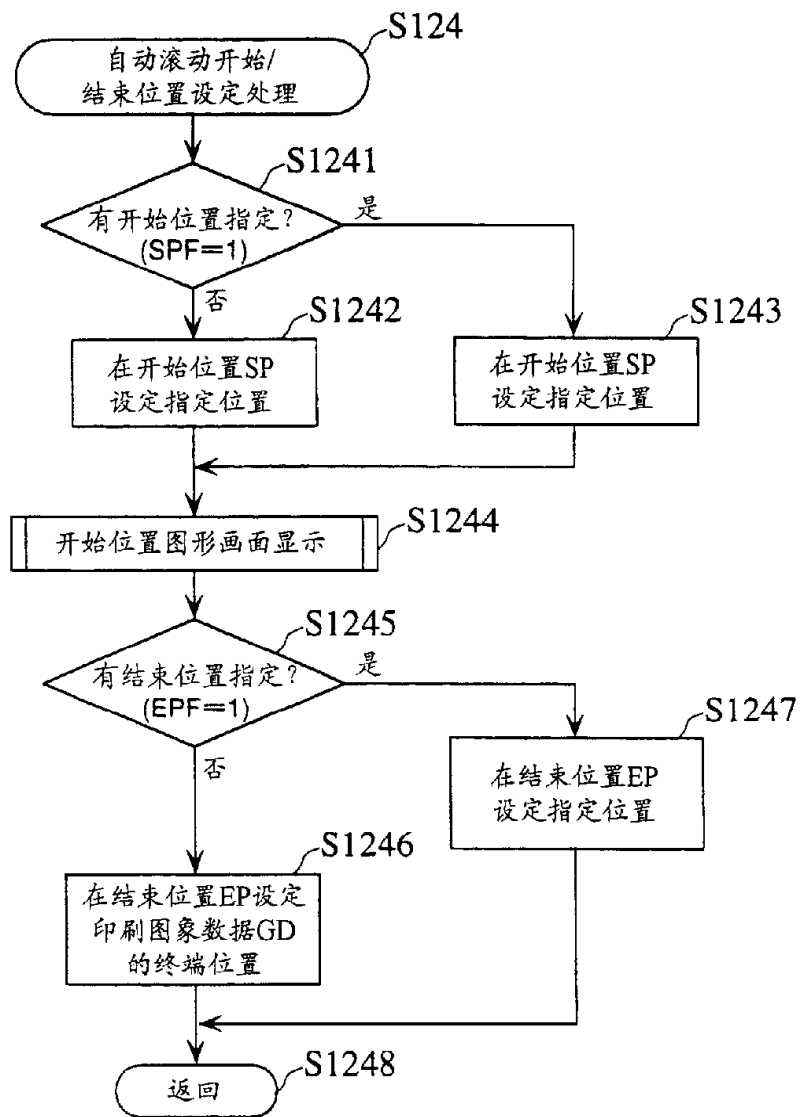 S124
自动滚动开始/
结束位置设定处理
S1241
有开始位置指定?
(SPF=1)
是
否
S1242
在开始位置SP
设定指定位置
S1243
在开始位置SP
设定指定位置
S1244
开始位置图形画面显示
S1245
有结束位置指定?
(EPF=1)
是
否
S1247
在结束位置EP
设定指定位置
S1246
在结束位置EP设定
印刷图象数据GD
的终端位置
S1248
返回